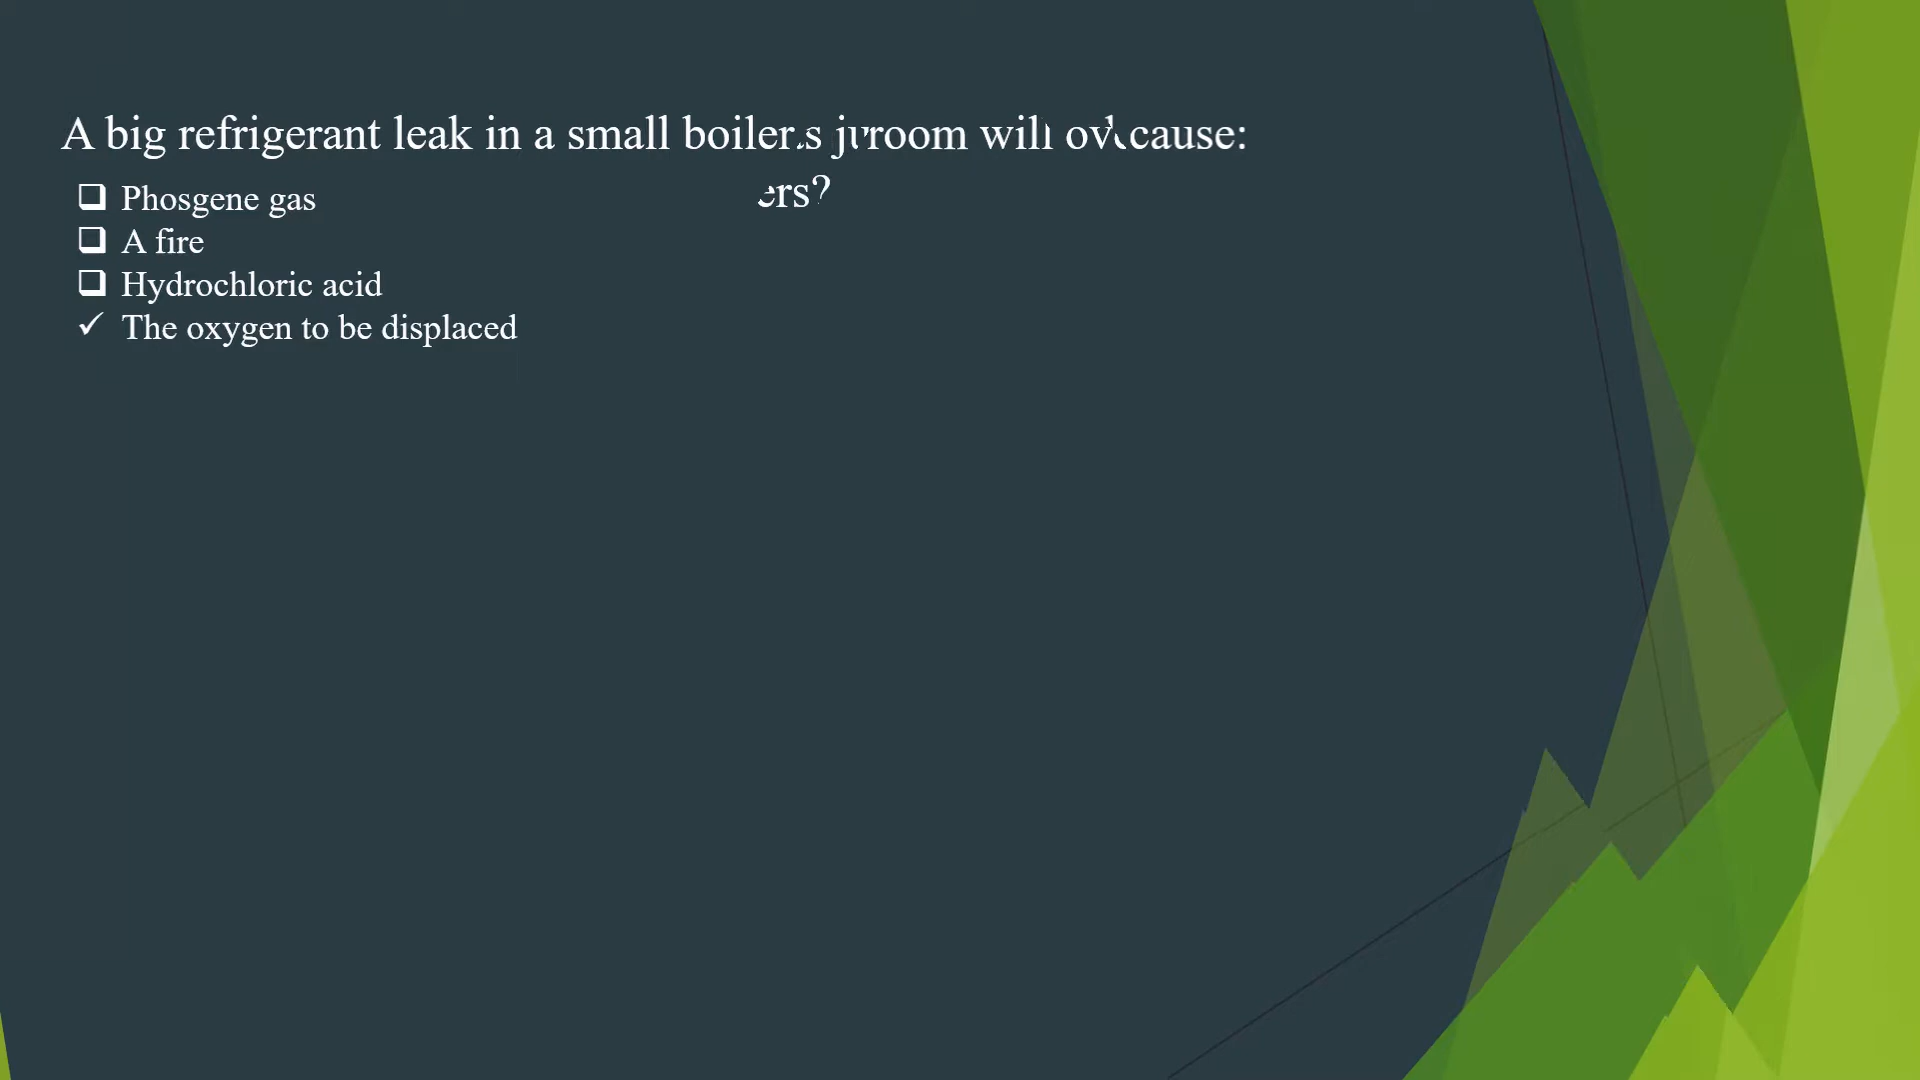 A big refrigerant leak in a small boiler room will cause:
❑ Phosgene gas
❑ A fire
❑ Hydrochloric acid
✓ The oxygen to be displaced